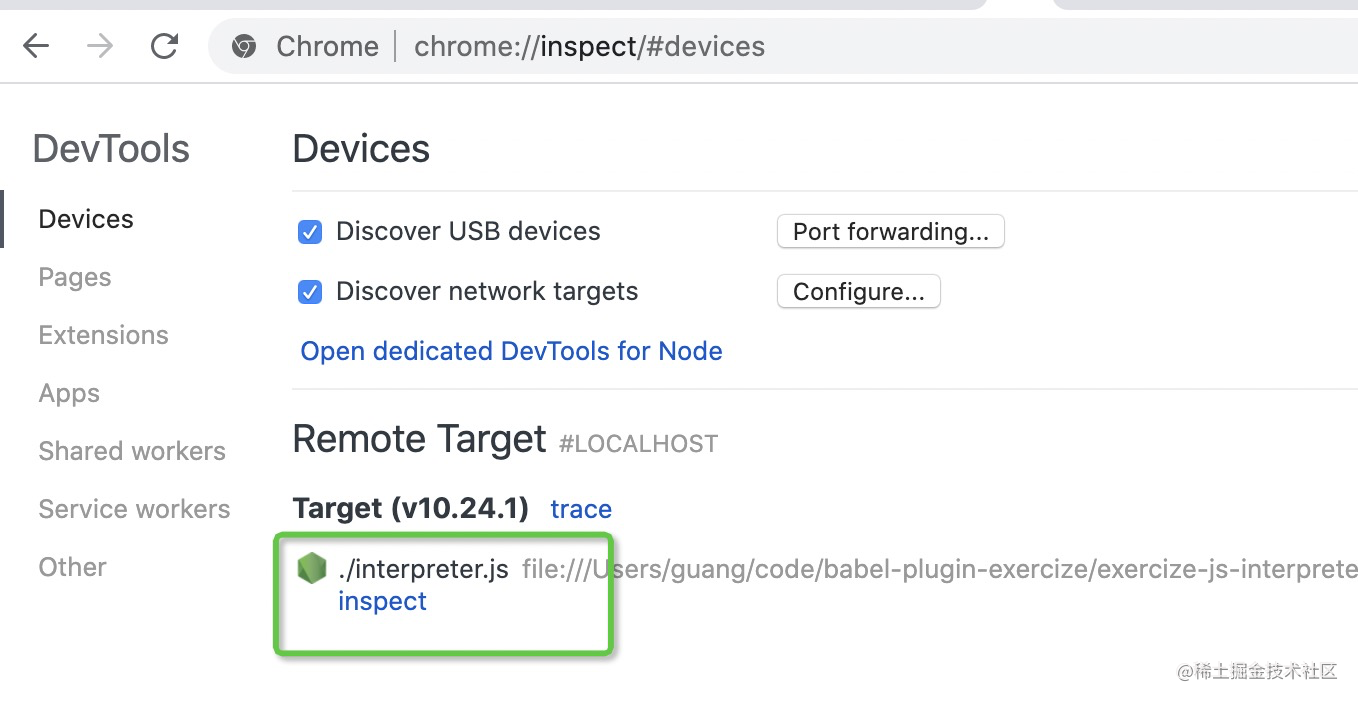 Chrome | chrome://inspect/#devices
DevTools
Devices
Pages
Extensions
Apps
Shared workers
Service workers
Other
Devices
Discover USB devices Port forwarding...
Discover network targets Configure...
Open dedicated DevTools for Node
Remote Target #LOCALHOST
Target (v10.24.1) trace
./interpreter.js file:///Users/guang/code/babel-plugin-exercize/exercize-js-interprete
inspect
@稀土掘金技术社区